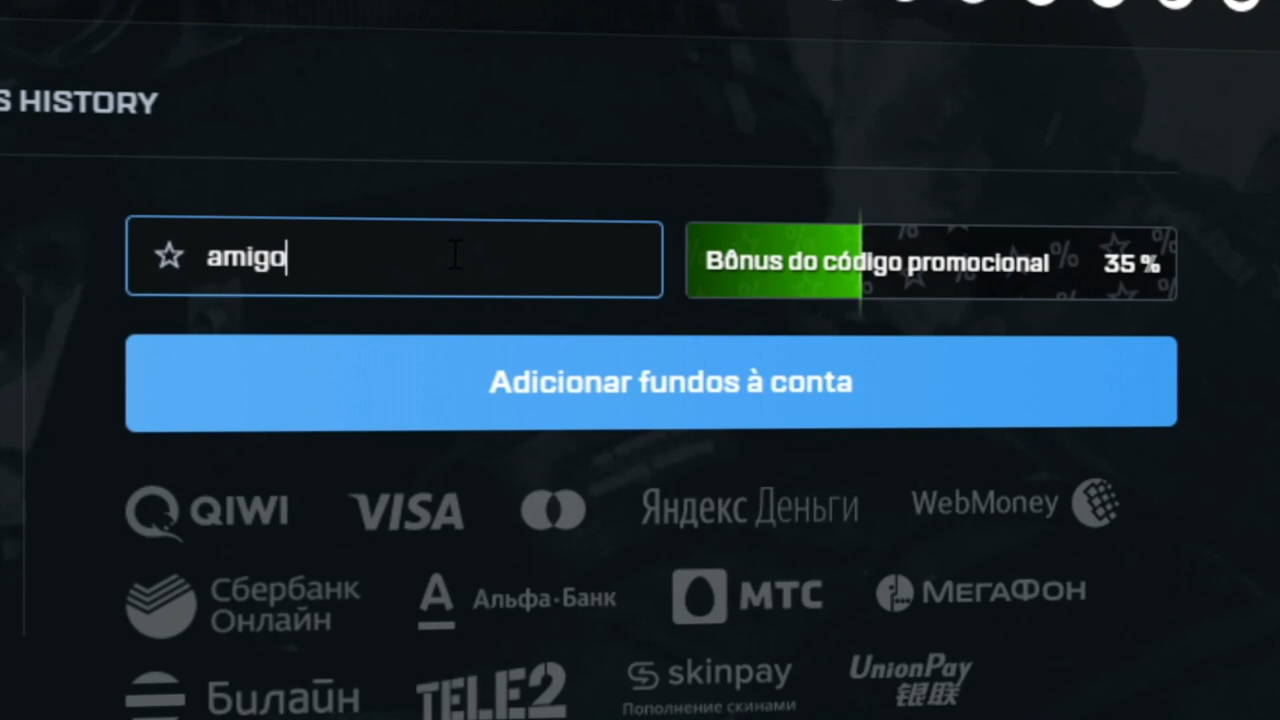 S HISTORY
amigo
Bônus do código promocional 35 %
Adicionar fundos à conta
QIWI VISA Яндекс Деньги WebMoney
Сбербанк Онлайн
А Альфа·Банк МТС МЕГАФОН
Билайн TELE2 skinpay
Пополнение скинами
UnionPay
银联